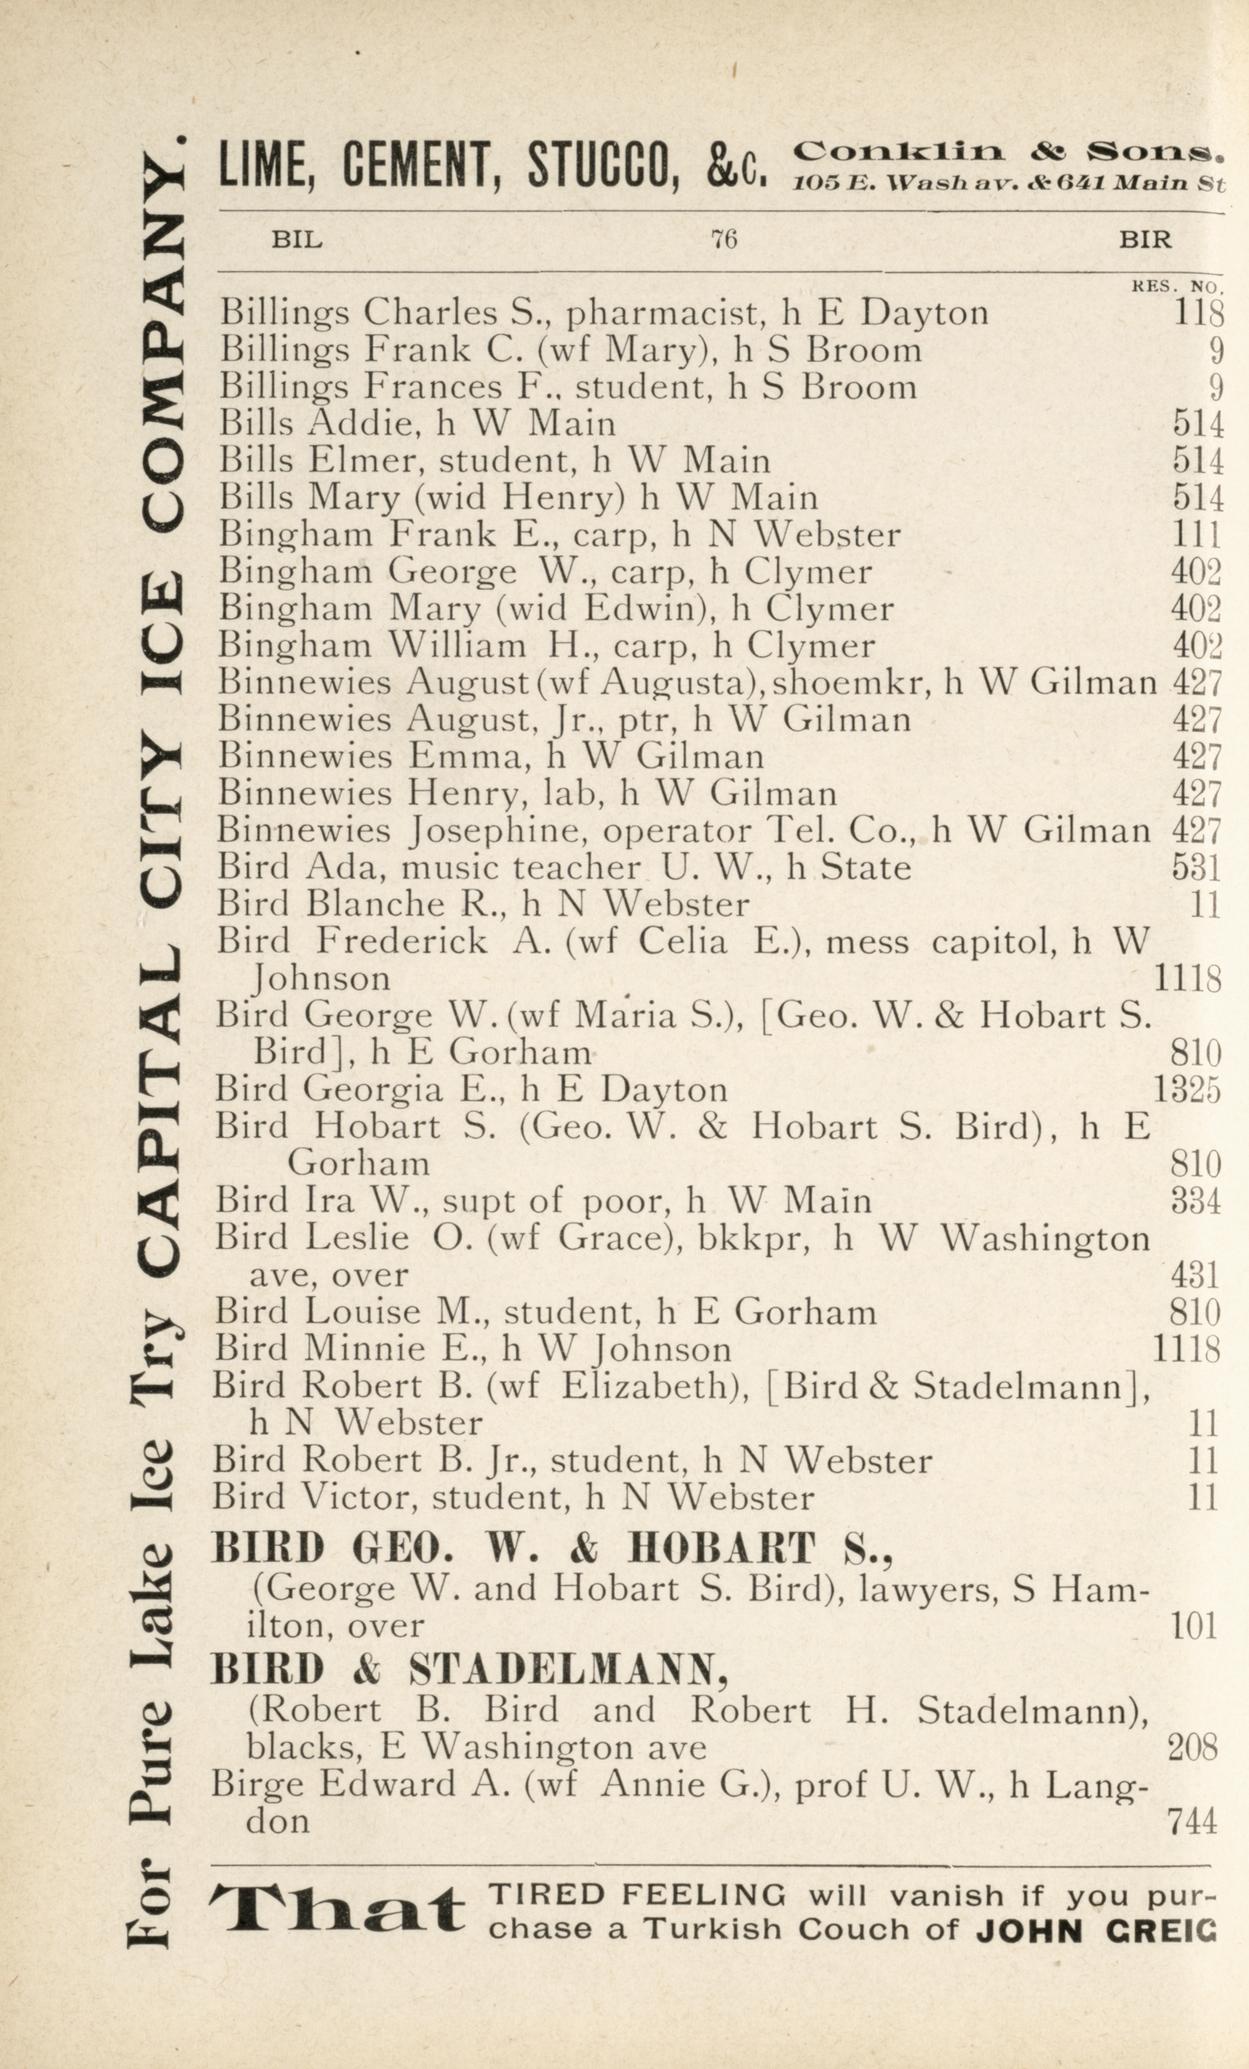 LIME, CEMENT, STUCCO, &c. Conklin & Sons.
105 E. Wash av. & 641 Main St
BIL 76 BIR
RES. NO.
Billings Charles S., pharmacist, h E Dayton 118
Billings Frank C. (wf Mary), h S Broom 9
Billings Frances F., student, h S Broom 9
Bills Addie, h W Main 514
Bills Elmer, student, h W Main 514
Bills Mary (wid Henry) h W Main 514
Bingham Frank E., carp, h N Webster 111
Bingham George W., carp, h Clymer 402
Bingham Mary (wid Edwin), h Clymer 402
Bingham William H., carp, h Clymer 402
Binnewies August (wf Augusta), shoemkr, h W Gilman 427
Binnewies August, Jr., ptr, h W Gilman 427
Binnewies Emma, h W Gilman 427
Binnewies Henry, lab, h W Gilman 427
Binnewies Josephine, operator Tel. Co., h W Gilman 427
Bird Ada, music teacher U. W., h State 531
Bird Blanche R., h N Webster 11
Bird Frederick A. (wf Celia E.), mess capitol, h W
Johnson 1118
Bird George W. (wf Maria S.), [Geo. W. & Hobart S.
Bird], h E Gorham 810
Bird Georgia E., h E Dayton 1325
Bird Hobart S. (Geo. W. & Hobart S. Bird), h E
Gorham 810
Bird Ira W., supt of poor, h W Main 334
Bird Leslie O. (wf Grace), bkkpr, h W Washington
ave, over 431
Bird Louise M., student, h E Gorham 810
Bird Minnie E., h W Johnson 1118
Bird Robert B. (wf Elizabeth), [Bird & Stadelmann],
h N Webster 11
Bird Robert B. Jr., student, h N Webster 11
Bird Victor, student, h N Webster 11
BIRD GEO. W. & HOBART S.,
(George W. and Hobart S. Bird), lawyers, S Ham-
ilton, over 101
BIRD & STADELMANN,
(Robert B. Bird and Robert H. Stadelmann),
blacks, E Washington ave 208
Birge Edward A. (wf Annie G.), prof U. W., h Lang-
don 744
That TIRED FEELING will vanish if you pur-
chase a Turkish Couch of JOHN GREIG
For Pure Lake Ice Try CAPITAL CITY ICE COMPANY.